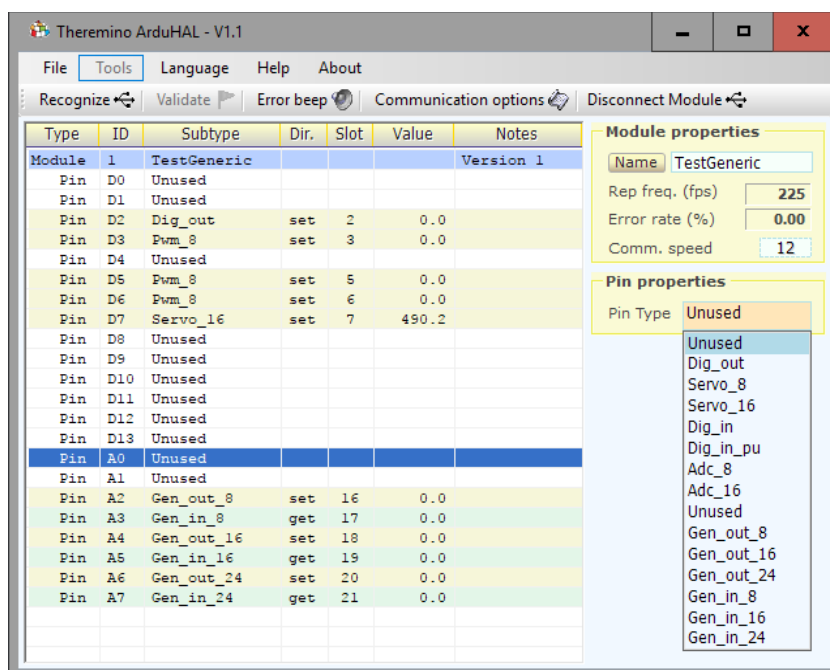 Theremino ArduHAL - V1.1
File Tools Language Help About
Recognize Validate Error beep Communication options Disconnect Module
Type ID Subtype Dir. Slot Value Notes
Module 1 TestGeneric Version 1
Pin D0 Unused
Pin D1 Unused
Pin D2 Dig_out set 2 0.0
Pin D3 Pwm_8 set 3 0.0
Pin D4 Unused
Pin D5 Pwm_8 set 5 0.0
Pin D6 Pwm_8 set 6 0.0
Pin D7 Servo_16 set 7 490.2
Pin D8 Unused
Pin D9 Unused
Pin D10 Unused
Pin D11 Unused
Pin D12 Unused
Pin D13 Unused
Pin A0 Unused
Pin A1 Unused
Pin A2 Gen_out_8 set 16 0.0
Pin A3 Gen_in_8 get 17 0.0
Pin A4 Gen_out_16 set 18 0.0
Pin A5 Gen_in_16 get 19 0.0
Pin A6 Gen_out_24 set 20 0.0
Pin A7 Gen_in_24 get 21 0.0
Module properties
Name TestGeneric
Rep freq. (fps) 225
Error rate (%) 0.00
Comm. speed 12
Pin properties
Pin Type Unused
Unused
Dig_out
Servo_8
Servo_16
Dig_in
Dig_in_pu
Adc_8
Adc_16
Unused
Gen_out_8
Gen_out_16
Gen_out_24
Gen_in_8
Gen_in_16
Gen_in_24